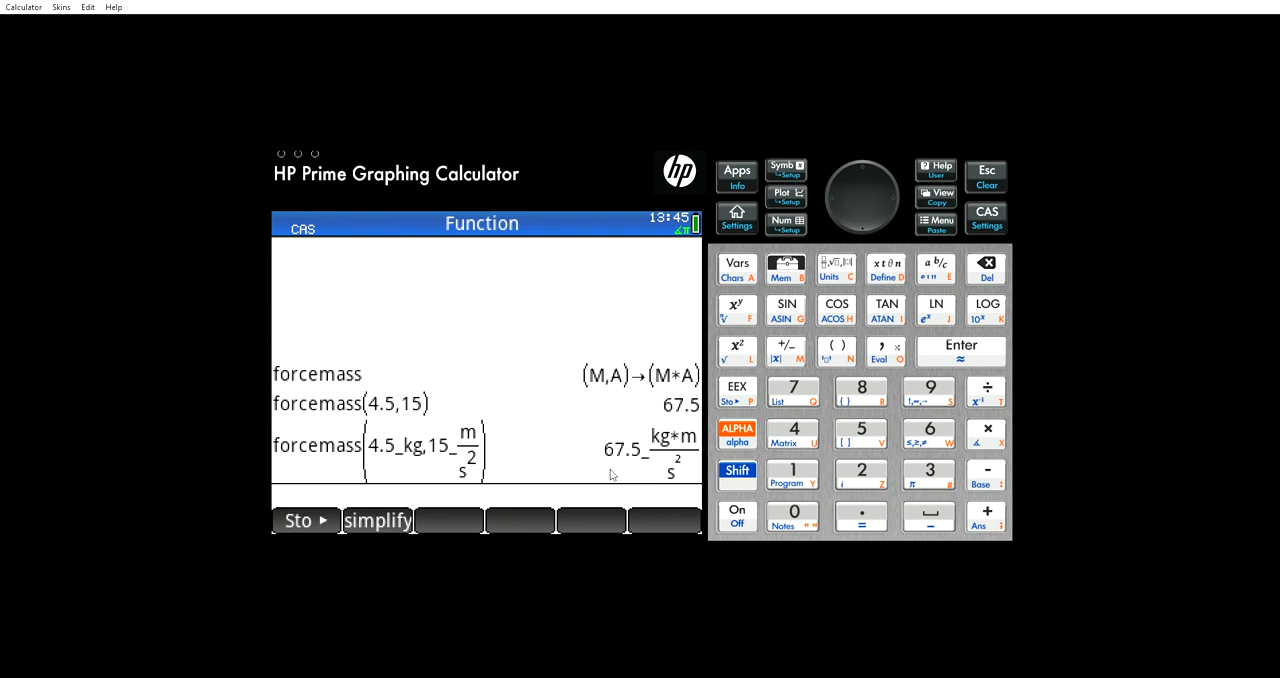 Calculator Skins Edit Help
HP Prime Graphing Calculator
hp
CAS Function 13:45 ∡π
forcemass (M,A)→(M*A)
forcemass(4.5,15) 67.5
forcemass(4.5_kg,15_m/s²) 67.5_kg*m/s²
Sto ► simplify
Apps Info
Symb Setup
Help User
Esc Clear
Plot Setup
View Copy
Settings
Num Setup
Menu Paste
CAS Settings
Vars Chars A
Mem B
Units C
x t θ n Define D
a b/c E
Del
xʸ F
SIN ASIN G
COS ACOS H
TAN ATAN I
LN eˣ J
LOG 10ˣ K
x² √ L
+/- |x| M
( ) N
, Eval O
Enter ≈
EEX Sto ► P
7 List Q
8 { } R
9 !,∞,→ S
÷ x⁻¹ T
ALPHA alpha
4 Matrix U
5 [ ] V
6 ≤,≥,≠ W
× ∡ X
Shift
1 Program Y
2 i Z
3 π #
- Base :
On Off
0 Notes " "
. =
_
+ Ans ;